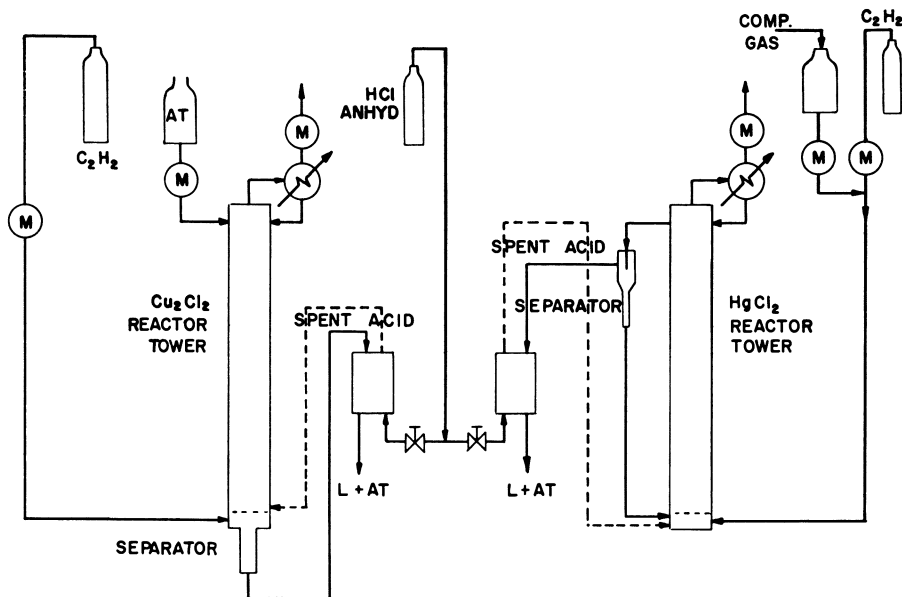 C₂H₂
AT
M
M
M
C₂H₂
HCl
ANHYD
COMP.
GAS
C₂H₂
M
M
M
Cu₂Cl₂
REACTOR
TOWER
SPENT ACID
SPENT ACID
SEPARATOR
HgCl₂
REACTOR
TOWER
L + AT
L + AT
SEPARATOR